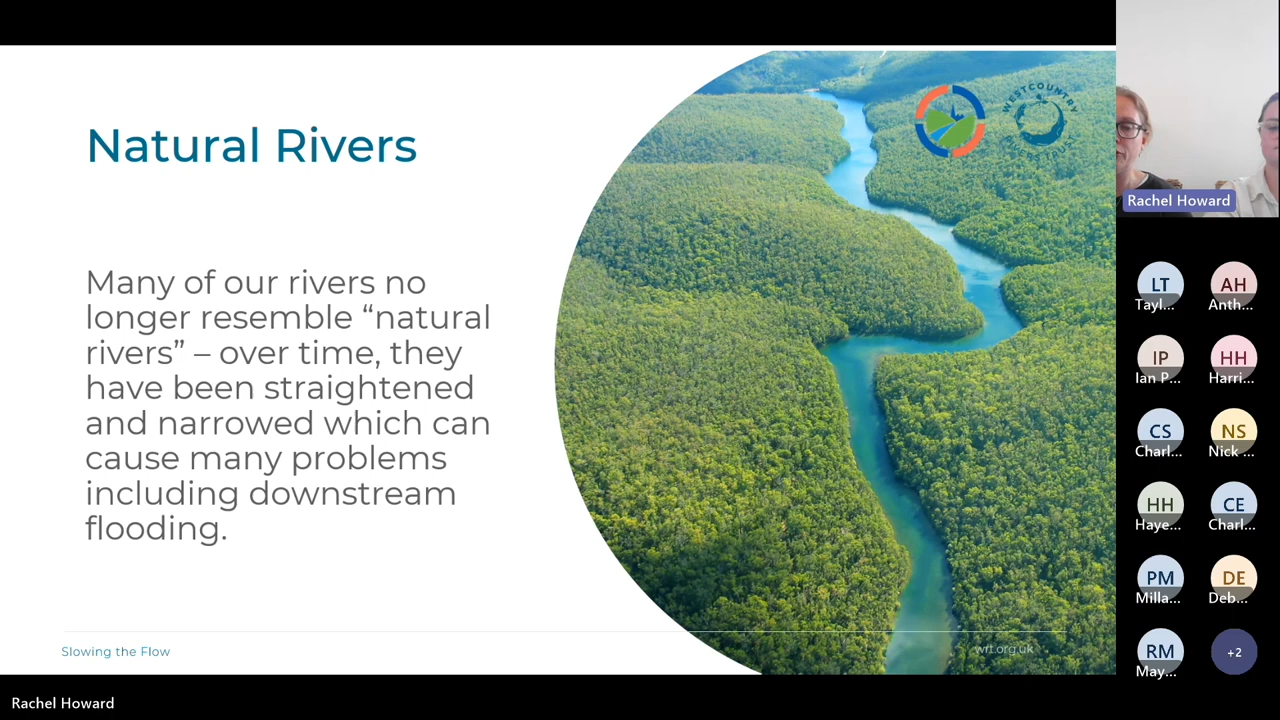 Natural Rivers
Many of our rivers no
longer resemble “natural
rivers” – over time, they
have been straightened
and narrowed which can
cause many problems
including downstream
flooding.
Slowing the Flow
wrt.org.uk
WESTCOUNTRY
RIVERS TRUST
Rachel Howard
LT
Tayl...
AH
Anth...
IP
Ian P...
HH
Harri...
CS
Charl...
NS
Nick ...
HH
Haye...
CE
Charl...
PM
Milla...
DE
Deb...
RM
May...
+2
Rachel Howard